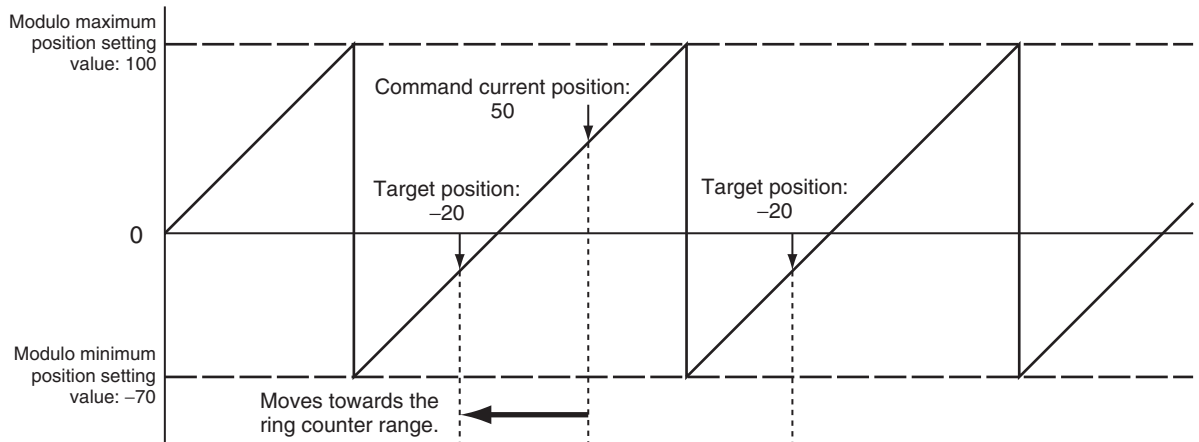 Modulo maximum
position setting
value: 100
Command current position:
50
Target position:
−20
Target position:
−20
0
Modulo minimum
position setting
value: −70
Moves towards the
ring counter range.